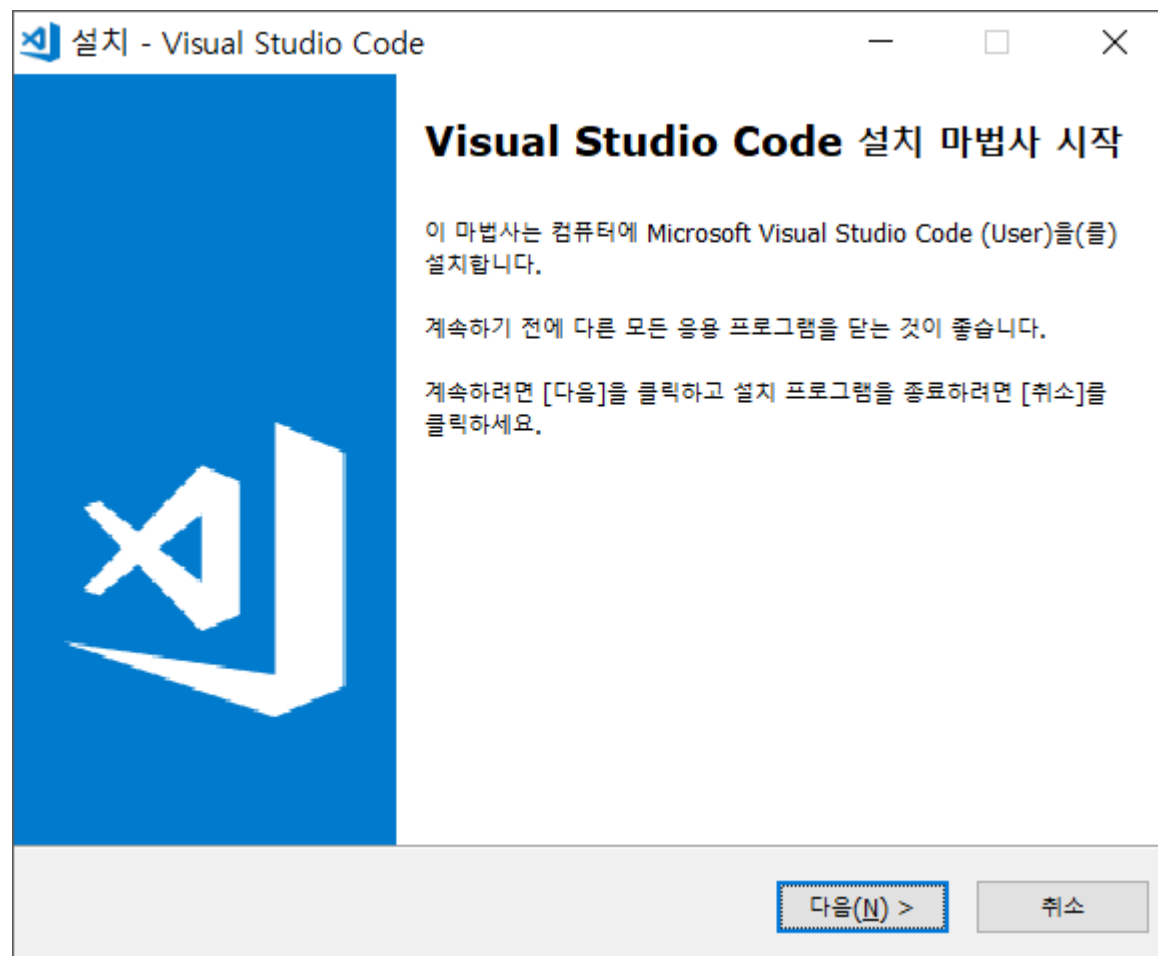 설치 - Visual Studio Code
Visual Studio Code 설치 마법사 시작
이 마법사는 컴퓨터에 Microsoft Visual Studio Code (User)을(를)
설치합니다.
계속하기 전에 다른 모든 응용 프로그램을 닫는 것이 좋습니다.
계속하려면 [다음]을 클릭하고 설치 프로그램을 종료하려면 [취소]를
클릭하세요.
다음(N) >
취소